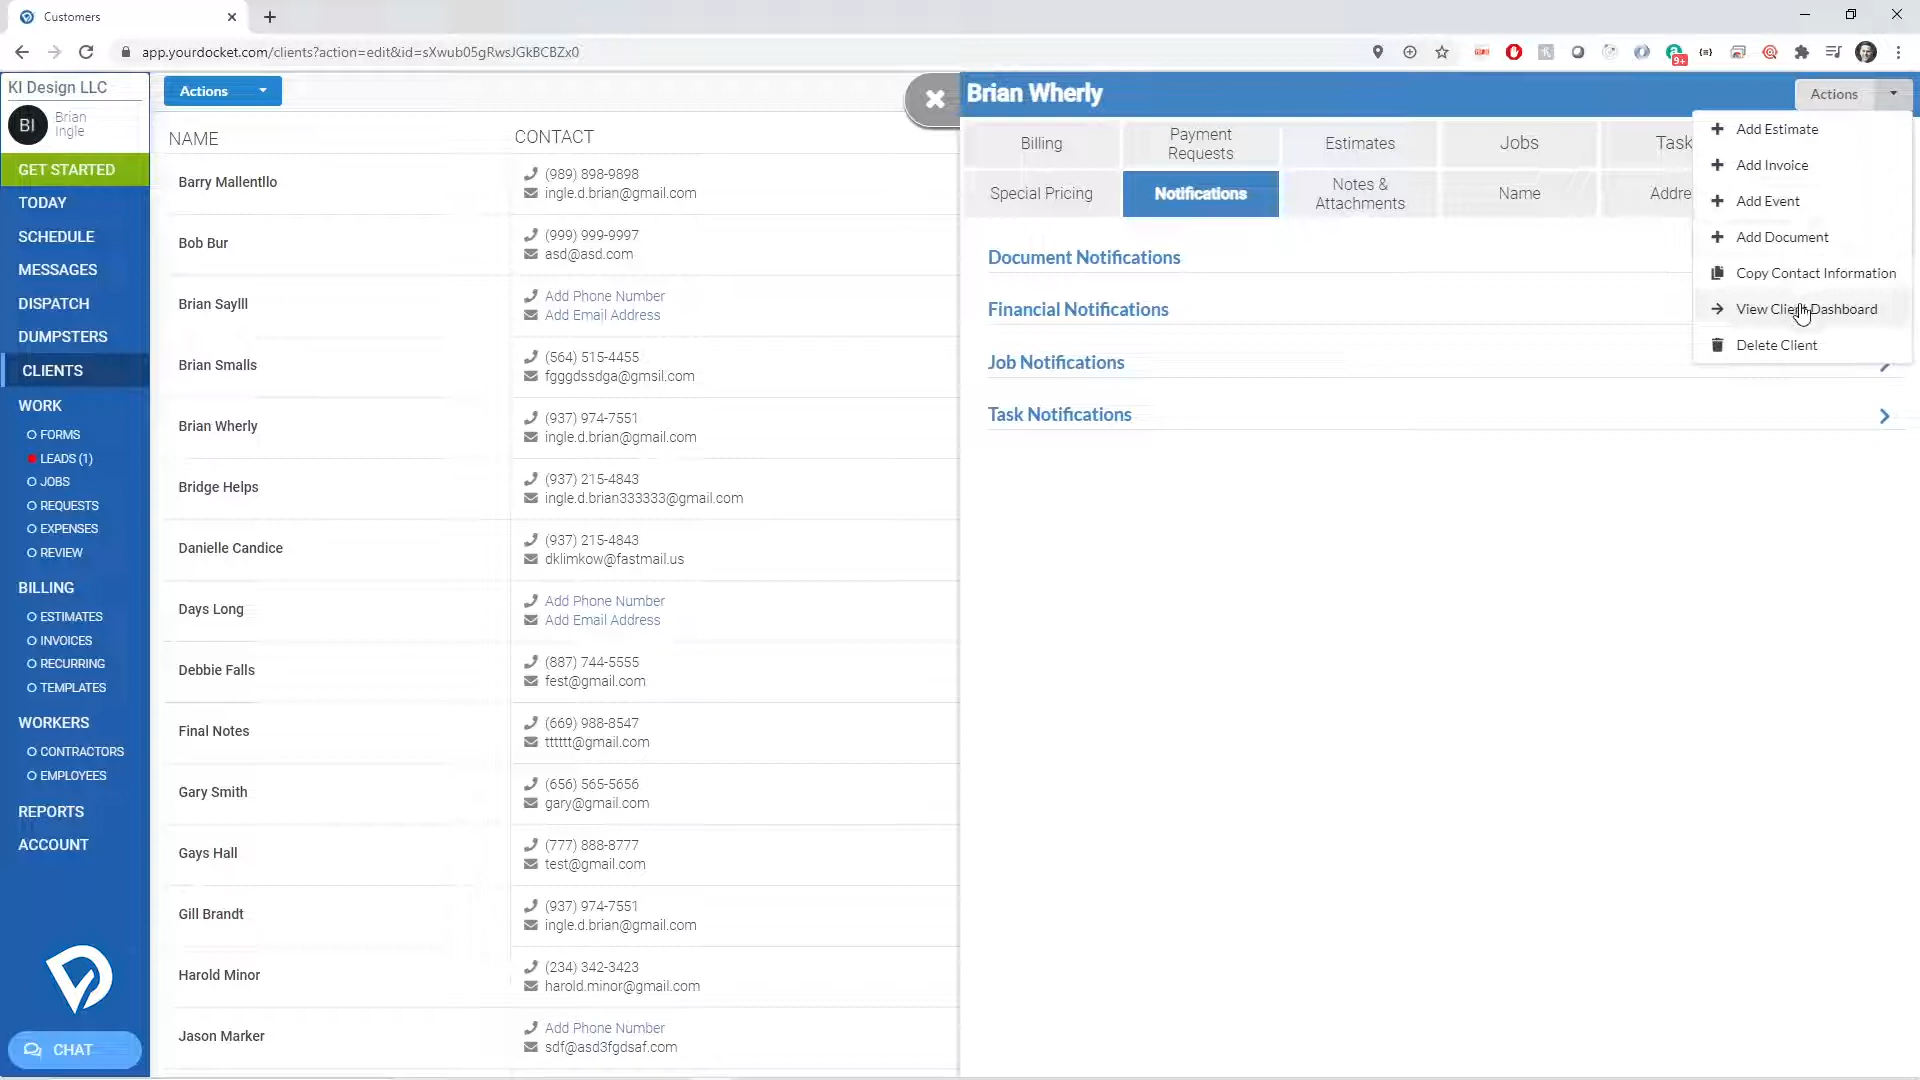 Customers
app.yourdocket.com/clients?action=edit&id=sXwub05gRwsJGkBCBZx0
9+
KI Design LLC
BI
Brian
Ingle
GET STARTED
TODAY
SCHEDULE
MESSAGES
DISPATCH
DUMPSTERS
CLIENTS
WORK
FORMS
LEADS (1)
JOBS
REQUESTS
EXPENSES
REVIEW
BILLING
ESTIMATES
INVOICES
RECURRING
TEMPLATES
WORKERS
CONTRACTORS
EMPLOYEES
REPORTS
ACCOUNT
CHAT
Actions
NAME CONTACT
Barry Mallentllo
(989) 898-9898
ingle.d.brian@gmail.com
Bob Bur
(999) 999-9997
asd@asd.com
Brian Saylll
Add Phone Number
Add Email Address
Brian Smalls
(564) 515-4455
fgggdssdga@gmsil.com
Brian Wherly
(937) 974-7551
ingle.d.brian@gmail.com
Bridge Helps
(937) 215-4843
ingle.d.brian333333@gmail.com
Danielle Candice
(937) 215-4843
dklimkow@fastmail.us
Days Long
Add Phone Number
Add Email Address
Debbie Falls
(887) 744-5555
fest@gmail.com
Final Notes
(669) 988-8547
tttttt@gmail.com
Gary Smith
(656) 565-5656
gary@gmail.com
Gays Hall
(777) 888-8777
test@gmail.com
Gill Brandt
(937) 974-7551
ingle.d.brian@gmail.com
Harold Minor
(234) 342-3423
harold.minor@gmail.com
Jason Marker
Add Phone Number
sdf@asd3fgdsaf.com
Brian Wherly
Actions
Billing
Payment
Requests
Estimates
Jobs
Task
Special Pricing
Notifications
Notes &
Attachments
Name
Addre
Document Notifications
Financial Notifications
Job Notifications
Task Notifications
Add Estimate
Add Invoice
Add Event
Add Document
Copy Contact Information
View Client Dashboard
Delete Client